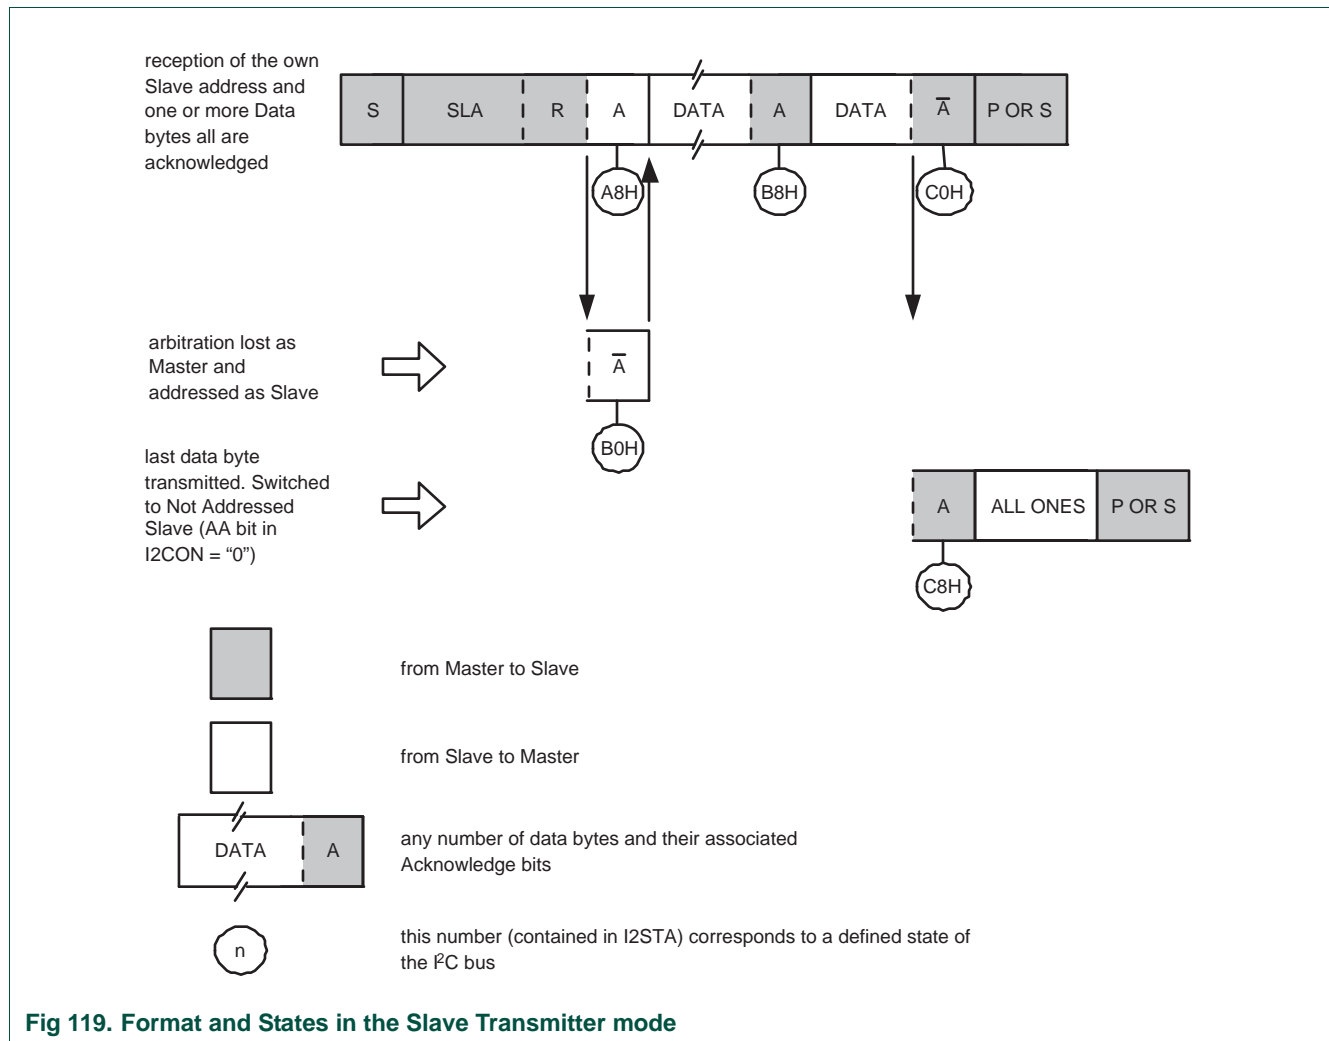 reception of the own
Slave address and
one or more Data
bytes all are
acknowledged
S SLA R A DATA A DATA A̅ P OR S
A8H B8H C0H
arbitration lost as
Master and
addressed as Slave
A̅
B0H
last data byte
transmitted. Switched
to Not Addressed
Slave (AA bit in
I2CON = “0”)
A ALL ONES P OR S
C8H
from Master to Slave
from Slave to Master
DATA A
any number of data bytes and their associated
Acknowledge bits
n
this number (contained in I2STA) corresponds to a defined state of
the I²C bus
Fig 119. Format and States in the Slave Transmitter mode